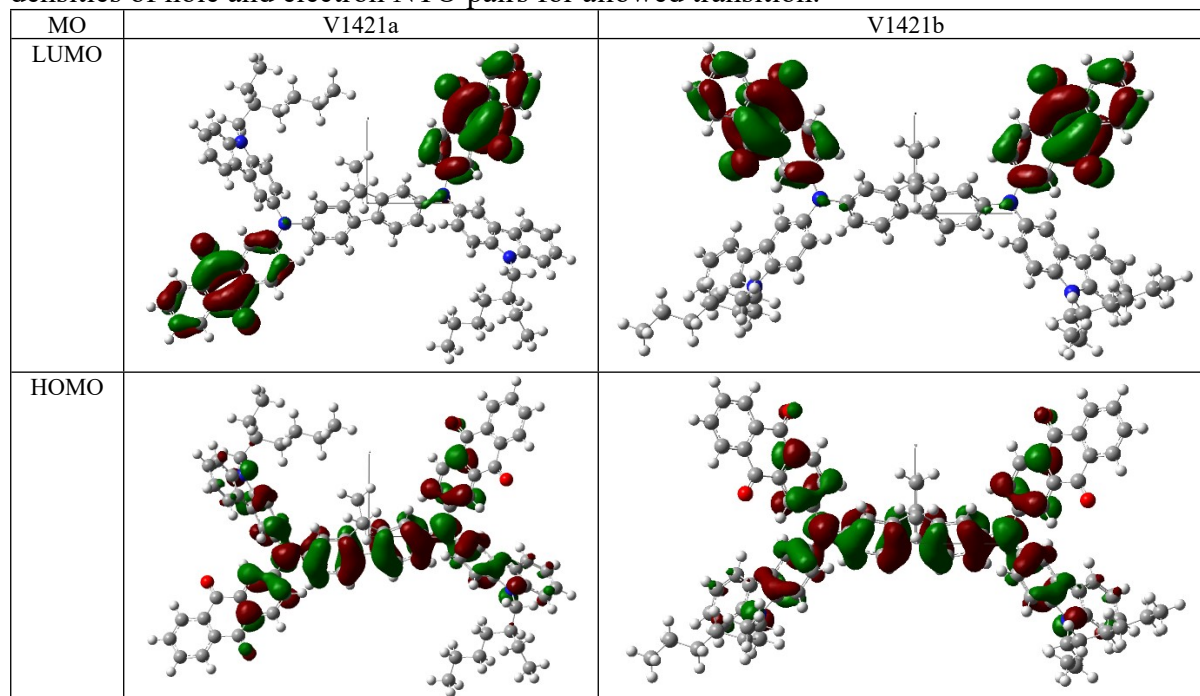 densities of hole and electron NTO pairs for allowed transition.
MO V1421a V1421b
LUMO
HOMO